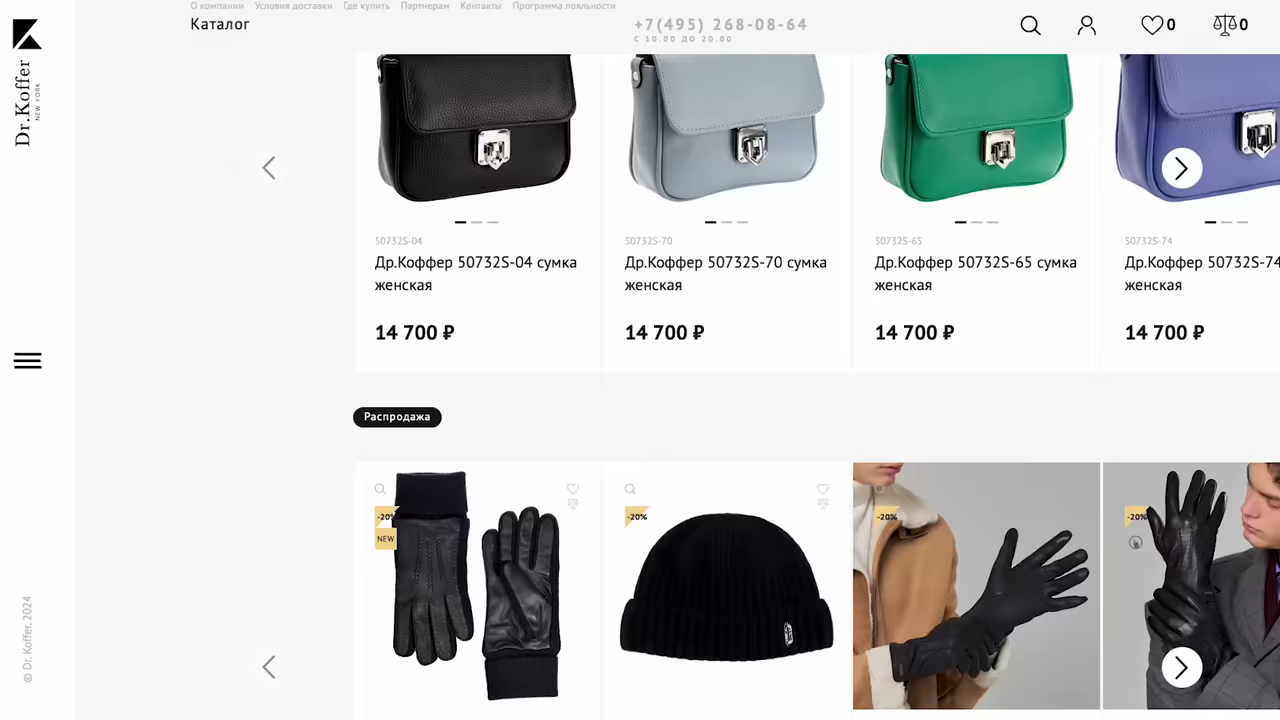 О компании Условия доставки Где купить Партнерам Контакты Программа лояльности
Каталог
+7(495) 268-08-64
С 10.00 ДО 20.00
0
0
Dr.Koffer
NEW YORK
50732S-04
Др.Коффер 50732S-04 сумка
женская
14 700 ₽
50732S-70
Др.Коффер 50732S-70 сумка
женская
14 700 ₽
50732S-65
Др.Коффер 50732S-65 сумка
женская
14 700 ₽
50732S-74
Др.Коффер 50732S-74
женская
14 700 ₽
Распродажа
-20%
NEW
-20%
-20%
-20%
© Dr. Koffer, 2024